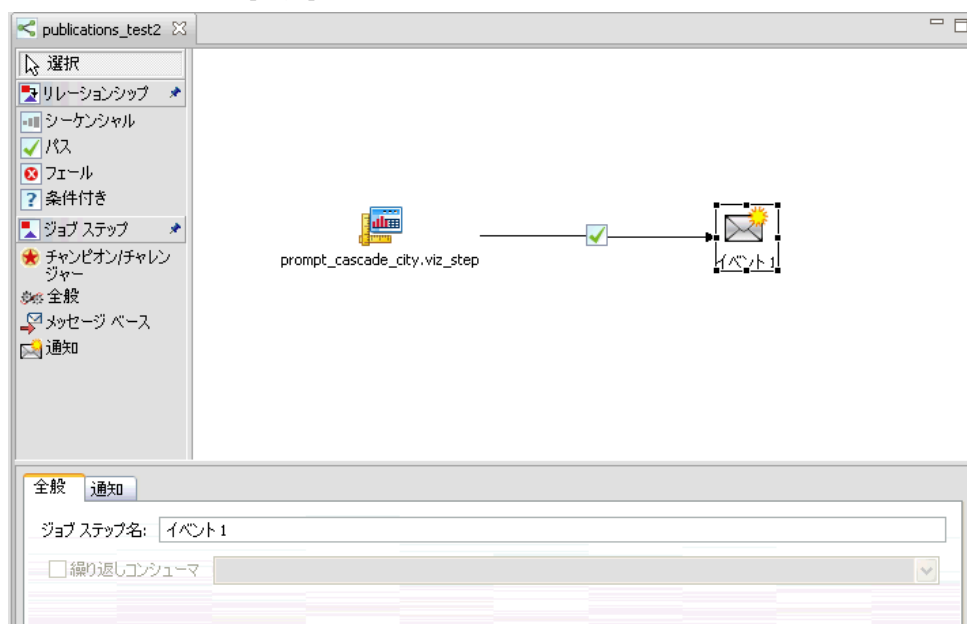 publications_test2
選択
リレーションシップ
シーケンシャル
パス
フェール
条件付き
ジョブ ステップ
チャンピオン/チャレン
ジャー
全般
メッセージ ベース
通知
prompt_cascade_city.viz_step
イベント 1
全般
通知
ジョブ ステップ名:
イベント 1
繰り返しコンシューマ